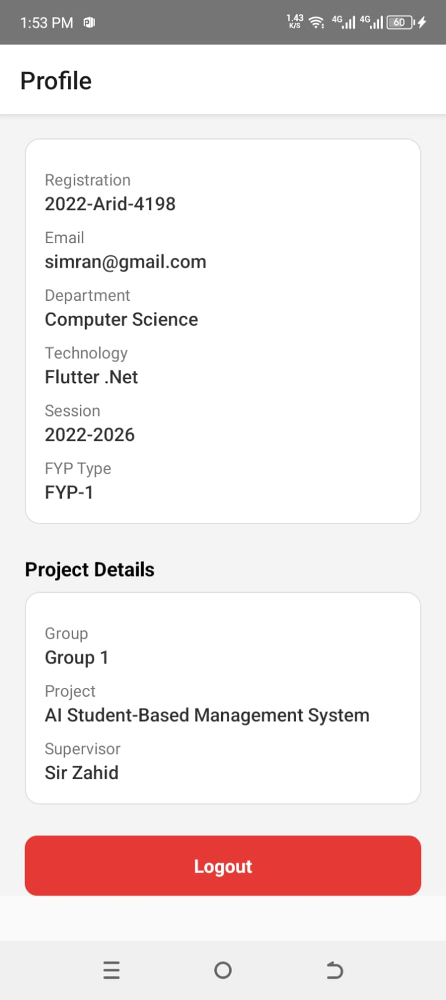 1:53 PM
1.43 K/S 4G 4G 60
Profile
Registration
2022-Arid-4198
Email
simran@gmail.com
Department
Computer Science
Technology
Flutter .Net
Session
2022-2026
FYP Type
FYP-1
Project Details
Group
Group 1
Project
AI Student-Based Management System
Supervisor
Sir Zahid
Logout